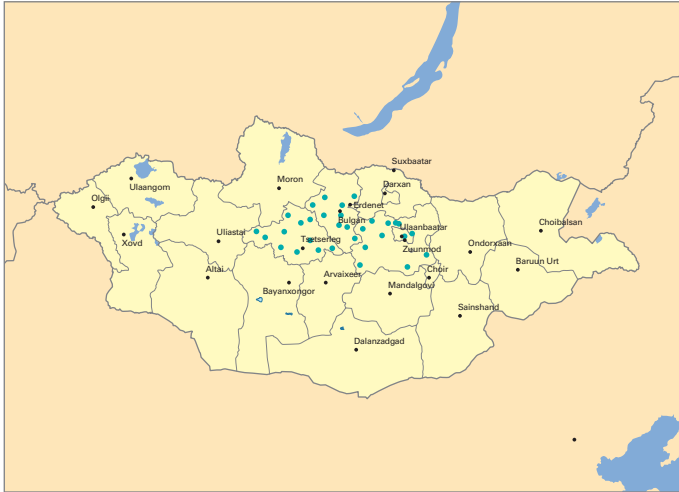 Suxbaatar
Moron
Ulaangom
Darxan
Olgii
Erdenet
Bulgan
Choibalsan
Ulaanbaatar
Uliastai
Xovd
Tsetserleg
Zuunmod
Ondorxaan
Baruun Urt
Altai
Arvaixeer
Choir
Bayanxongor
Mandalgovi
Sainshand
Dalanzadgad